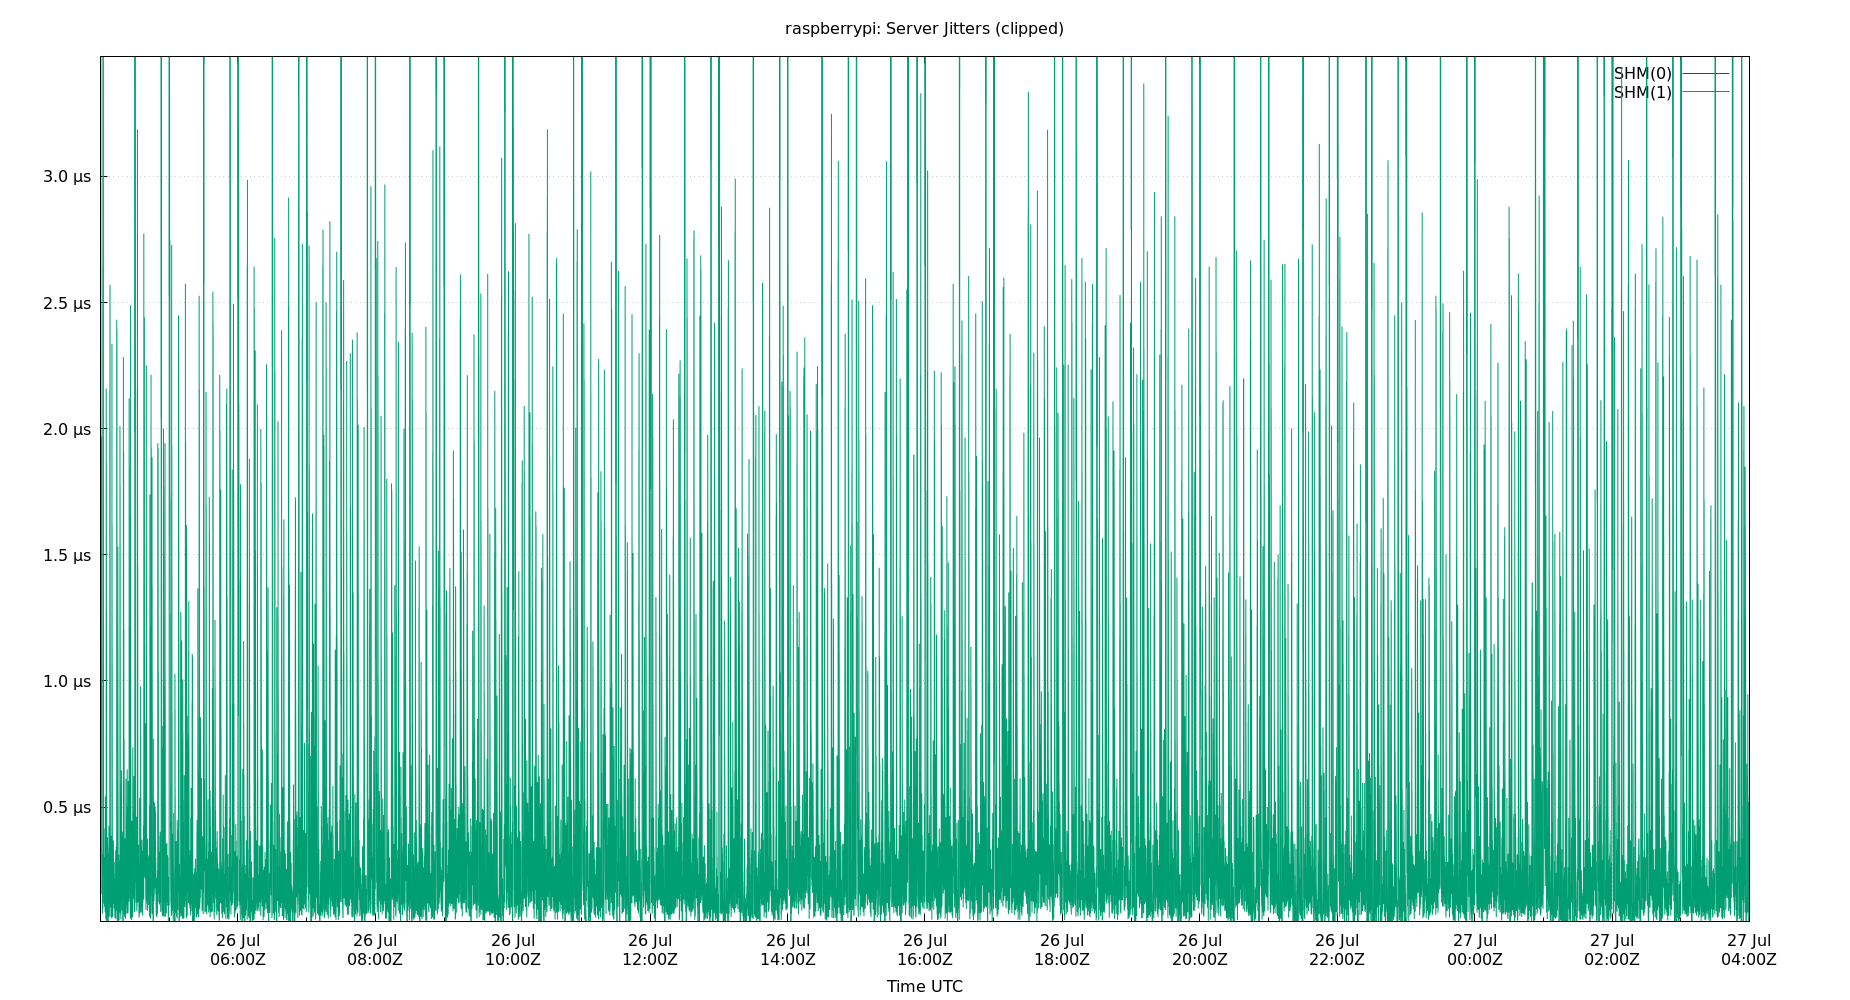 raspberrypi: Server Jitters (clipped)
SHM(0)
SHM(1)
3.0 µs
2.5 µs
2.0 µs
1.5 µs
1.0 µs
0.5 µs
26 Jul 26 Jul 26 Jul 26 Jul 26 Jul 26 Jul 26 Jul 26 Jul 26 Jul 27 Jul 27 Jul 27 Jul
06:00Z 08:00Z 10:00Z 12:00Z 14:00Z 16:00Z 18:00Z 20:00Z 22:00Z 00:00Z 02:00Z 04:00Z
Time UTC